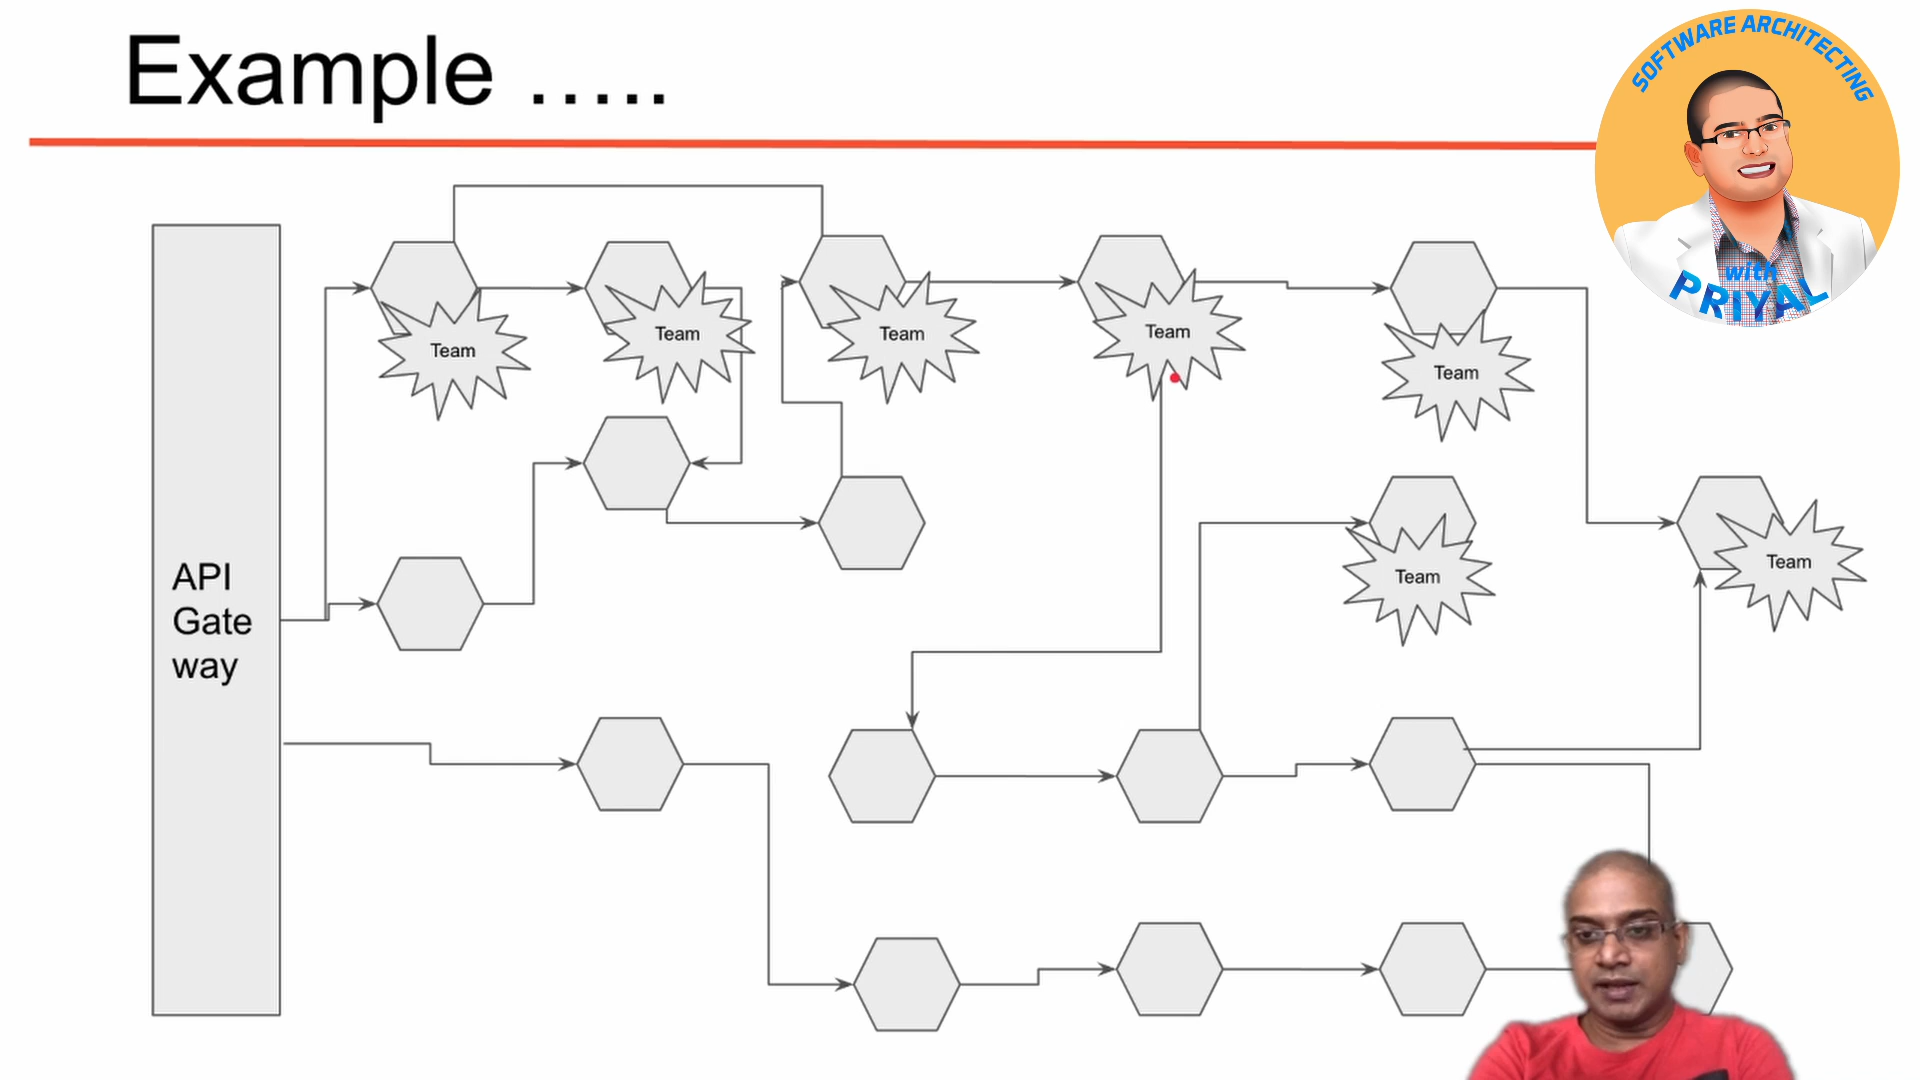 Example .....
SOFTWARE ARCHITECTING
with
PRIYAL
Team
Team
Team
Team
Team
Team
Team
API
Gate
way